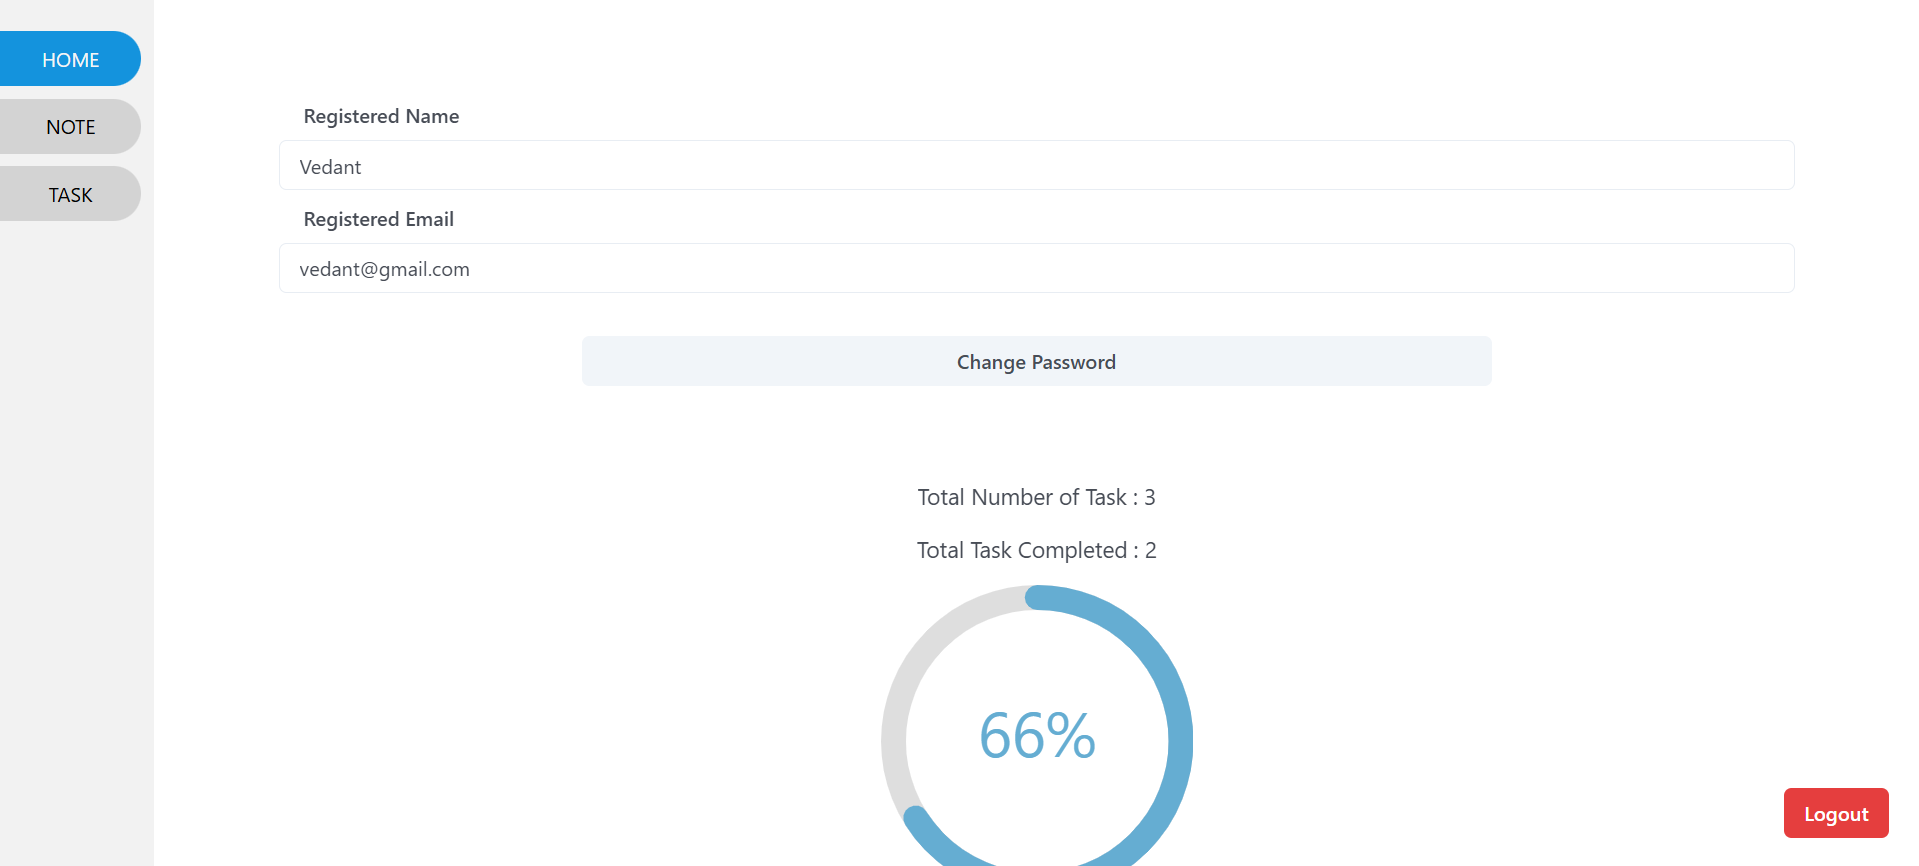 HOME
NOTE
TASK
Registered Name
Vedant
Registered Email
vedant@gmail.com
Change Password
Total Number of Task : 3
Total Task Completed : 2
66%
Logout